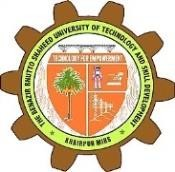 THE BENAZIR BHUTTO SHAHEED UNIVERSITY OF TECHNOLOGY AND SKILL DEVELOPMENT
TECHNOLOGY FOR EMPOWERMENT
KHAIRPUR MIRS